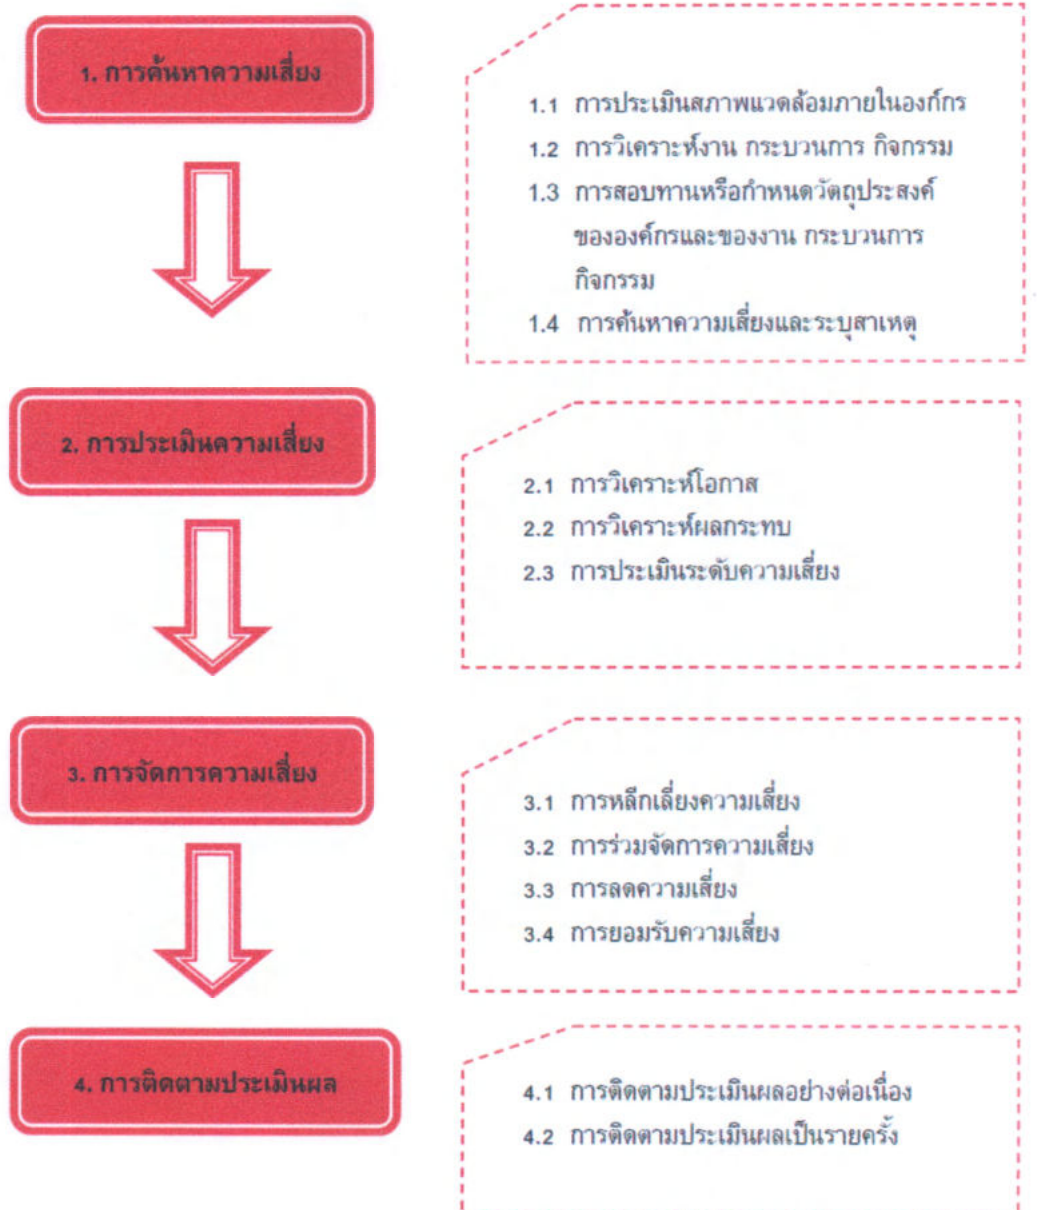 1. การค้นหาความเสี่ยง
1.1 การประเมินสภาพแวดล้อมภายในองค์กร
1.2 การวิเคราะห์งาน กระบวนการ กิจกรรม
1.3 การสอบทานหรือกำหนดวัตถุประสงค์
ขององค์กรและของงาน กระบวนการ
กิจกรรม
1.4 การค้นหาความเสี่ยงและระบุสาเหตุ
2. การประเมินความเสี่ยง
2.1 การวิเคราะห์โอกาส
2.2 การวิเคราะห์ผลกระทบ
2.3 การประเมินระดับความเสี่ยง
3. การจัดการความเสี่ยง
3.1 การหลีกเลี่ยงความเสี่ยง
3.2 การร่วมจัดการความเสี่ยง
3.3 การลดความเสี่ยง
3.4 การยอมรับความเสี่ยง
4. การติดตามประเมินผล
4.1 การติดตามประเมินผลอย่างต่อเนื่อง
4.2 การติดตามประเมินผลเป็นรายครั้ง